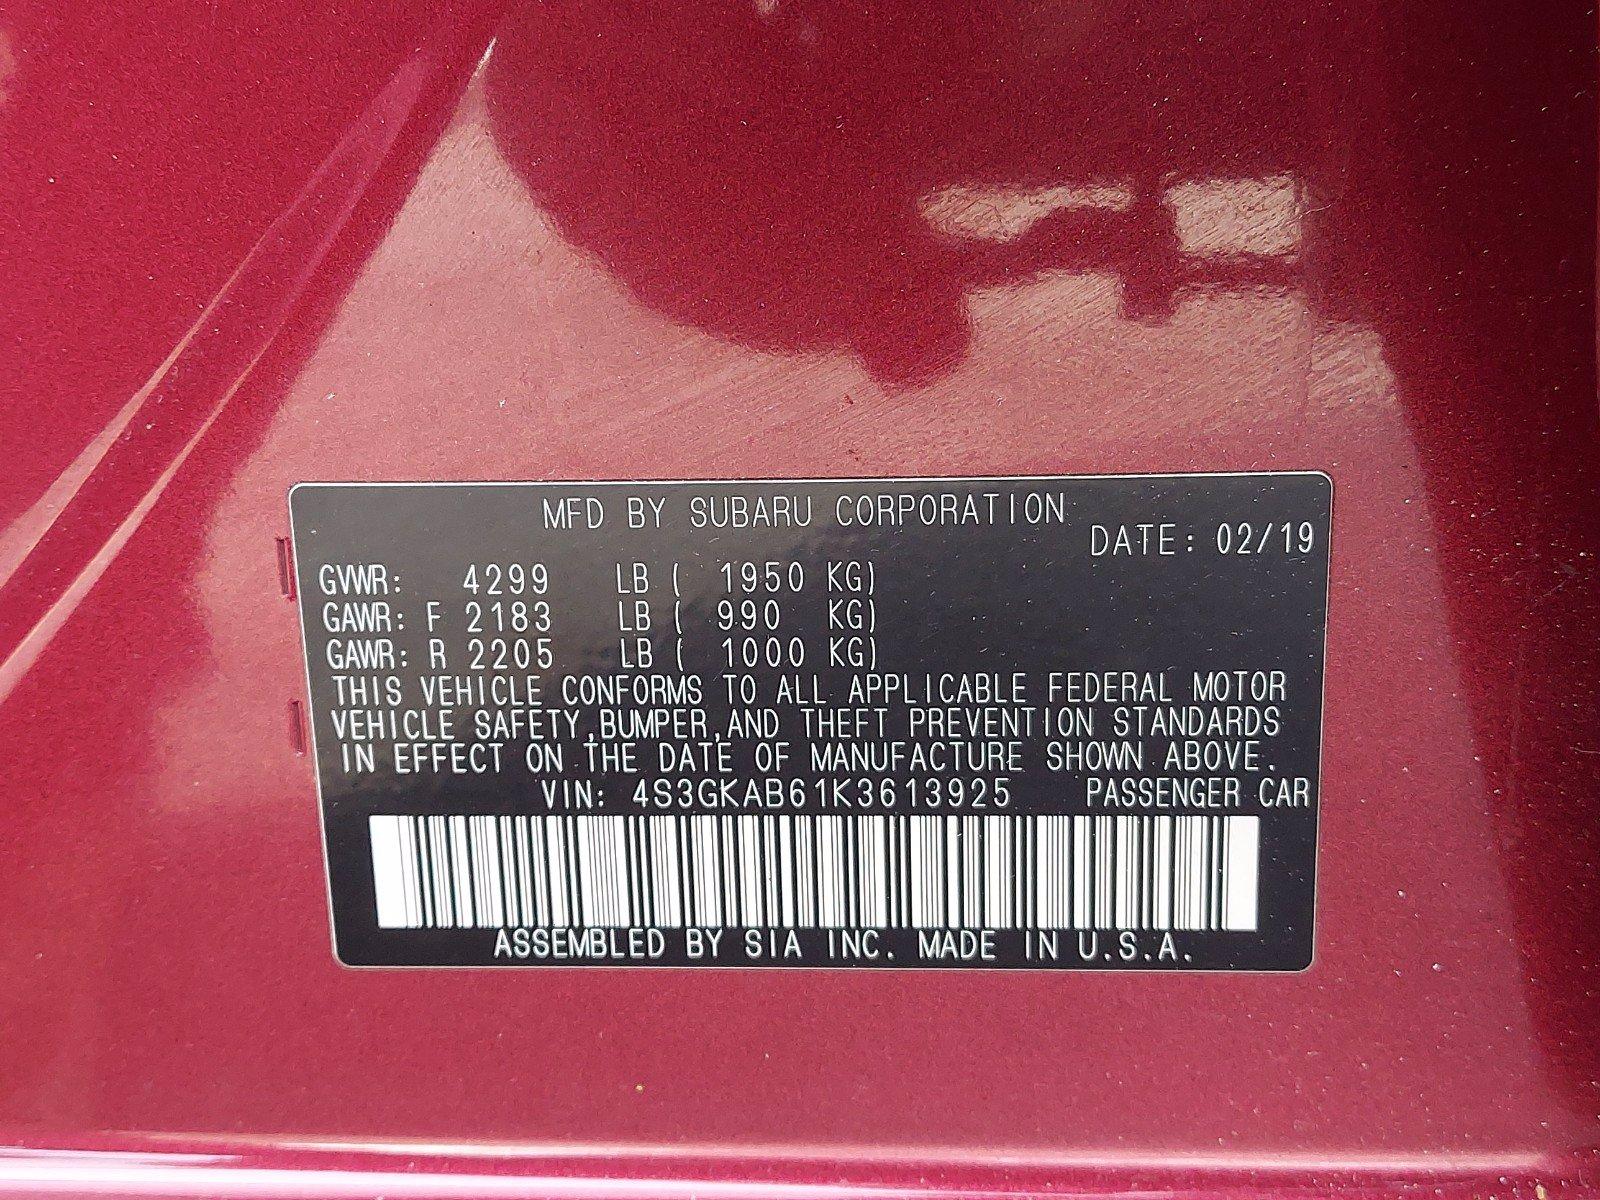 MFD BY SUBARU CORPORATION
DATE: 02/19
GVWR: 4299 LB ( 1950 KG)
GAWR: F 2183 LB ( 990 KG)
GAWR: R 2205 LB ( 1000 KG)
THIS VEHICLE CONFORMS TO ALL APPLICABLE FEDERAL MOTOR
VEHICLE SAFETY,BUMPER,AND THEFT PREVENTION STANDARDS
IN EFFECT ON THE DATE OF MANUFACTURE SHOWN ABOVE.
VIN: 4S3GKAB61K3613925 PASSENGER CAR
ASSEMBLED BY SIA INC. MADE IN U.S.A.